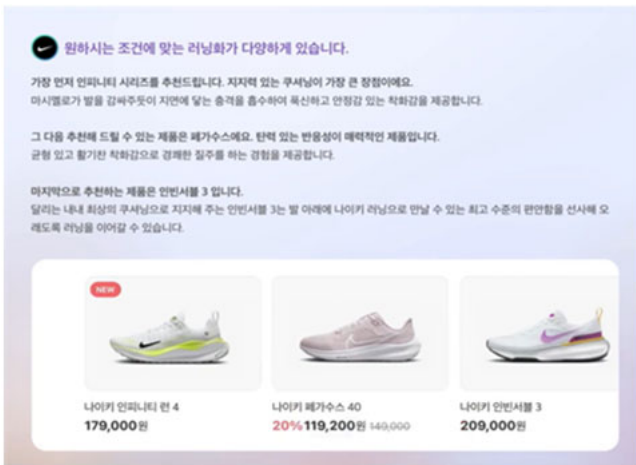 원하시는 조건에 맞는 러닝화가 다양하게 있습니다.
가장 먼저 인피니티 시리즈를 추천드립니다. 지지력 있는 쿠셔닝이 가장 큰 장점이에요.
마시멜로가 발을 감싸주듯이 지면에 닿는 충격을 흡수하여 폭신하고 안정감 있는 착화감을 제공합니다.
그 다음 추천해 드릴 수 있는 제품은 페가수스에요. 탄력 있는 반응성이 매력적인 제품입니다.
균형 있고 활기찬 착화감으로 경쾌한 질주를 하는 경험을 제공합니다.
마지막으로 추천하는 제품은 인빈서블 3 입니다.
달리는 내내 최상의 쿠셔닝으로 지지해 주는 인빈서블 3는 발 아래에 나이키 러닝으로 만날 수 있는 최고 수준의 편안함을 선사해 오
래도록 러닝을 이어갈 수 있습니다.
NEW
나이키 인피니티 런 4 나이키 페가수스 40 나이키 인빈서블 3
179,000원 20% 119,200원 149,000 209,000원